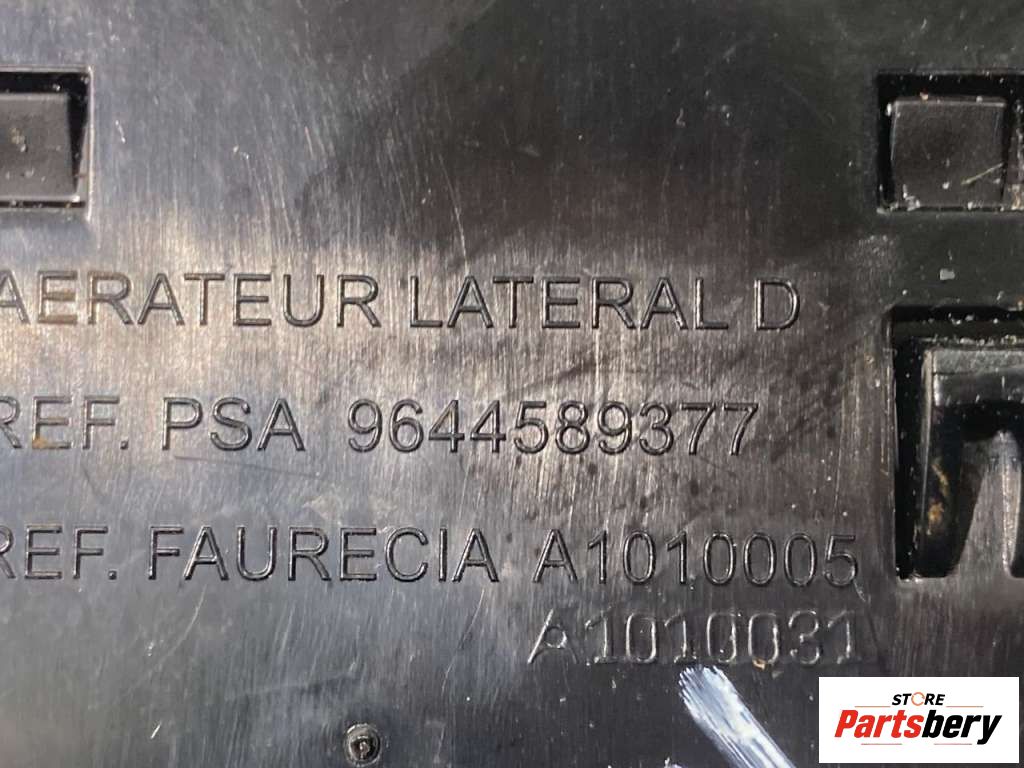 AERATEUR LATERAL D
REF. PSA 9644589377
REF. FAURECIA A1010005
A1010031
STORE
Partsbery